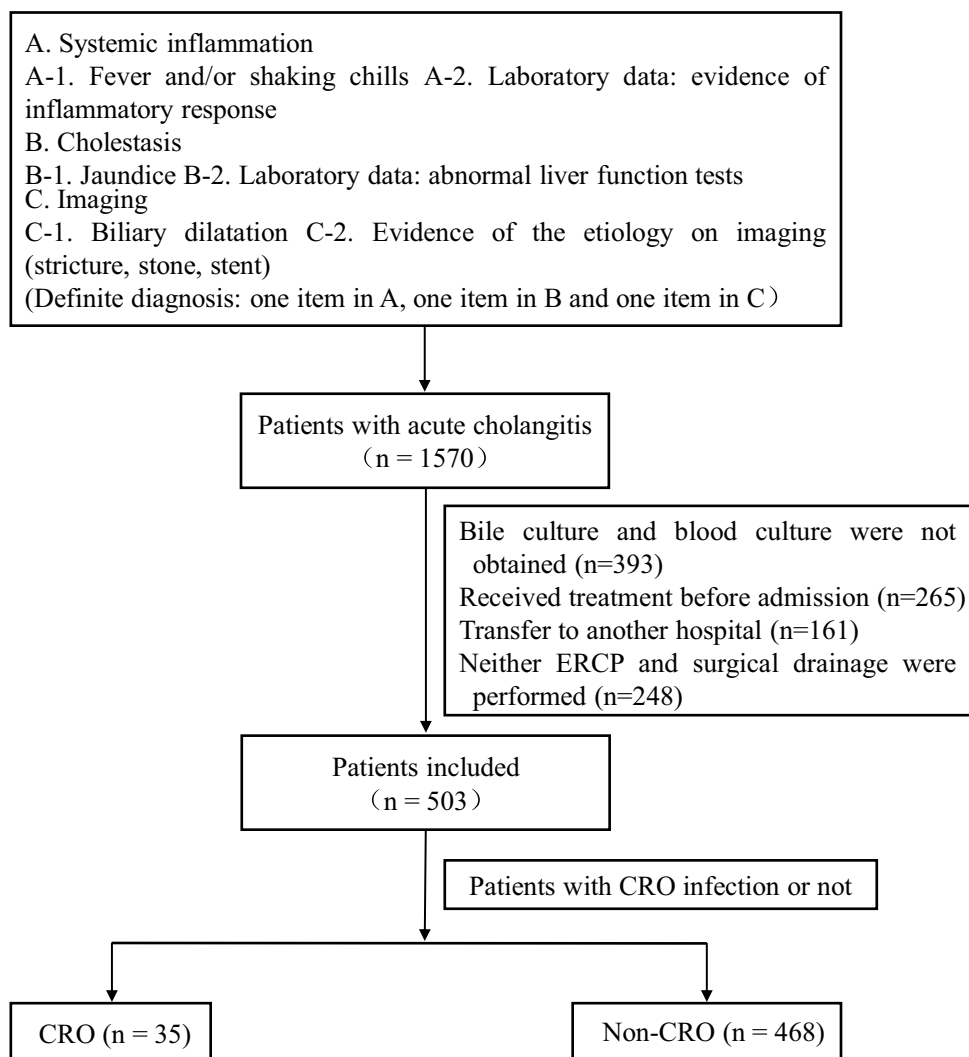 A. Systemic inflammation
A-1. Fever and/or shaking chills A-2. Laboratory data: evidence of
inflammatory response
B. Cholestasis
B-1. Jaundice B-2. Laboratory data: abnormal liver function tests
C. Imaging
C-1. Biliary dilatation C-2. Evidence of the etiology on imaging
(stricture, stone, stent)
(Definite diagnosis: one item in A, one item in B and one item in C）
Patients with acute cholangitis
（n = 1570）
Bile culture and blood culture were not
obtained (n=393)
Received treatment before admission (n=265)
Transfer to another hospital (n=161)
Neither ERCP and surgical drainage were
performed (n=248)
Patients included
（n = 503）
Patients with CRO infection or not
CRO (n = 35)
Non-CRO (n = 468)